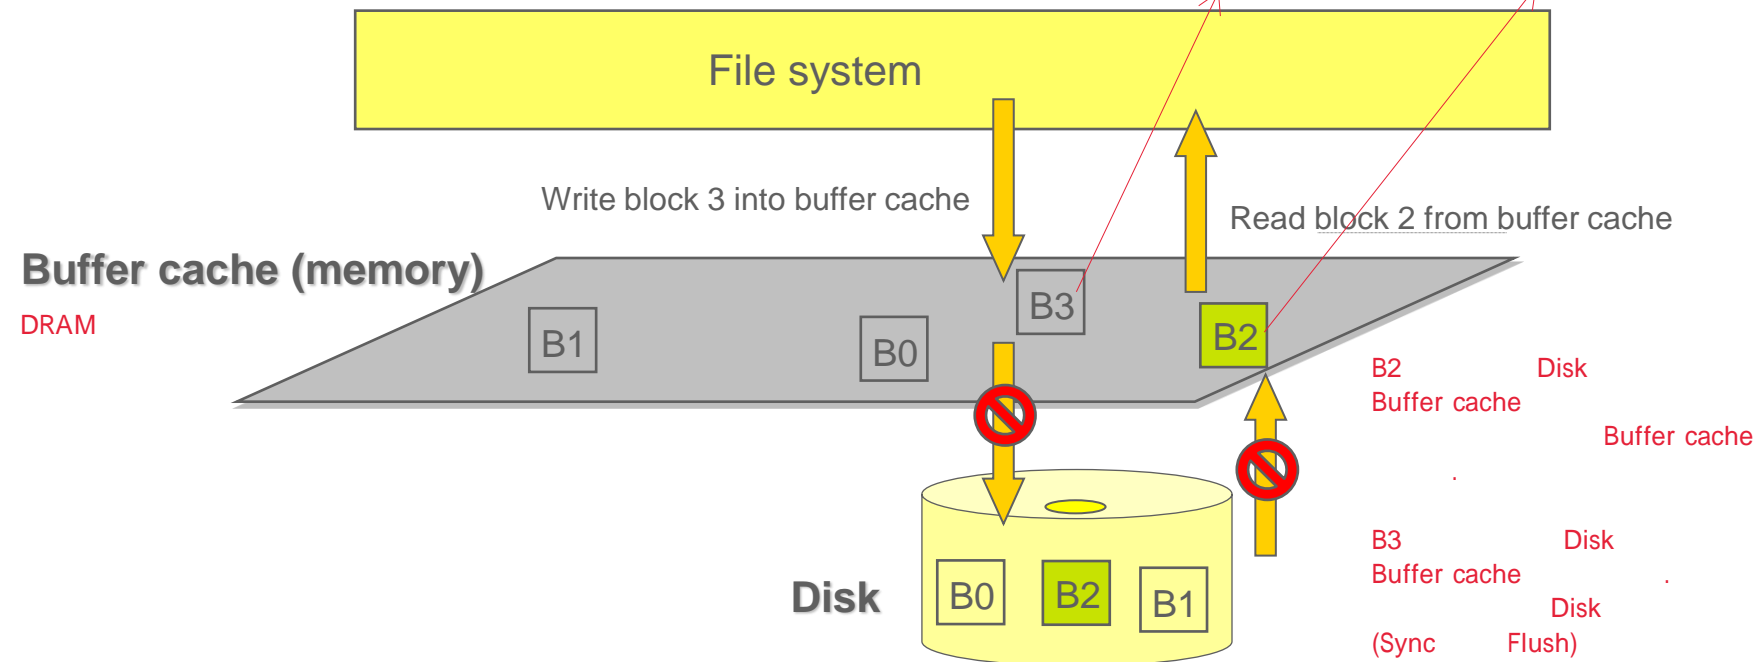 File system
Write block 3 into buffer cache
Read block 2 from buffer cache
Buffer cache (memory)
DRAM
B1
B0
B3
B2
B2 Disk
Buffer cache
Buffer cache
.
B3 Disk
Buffer cache .
Disk
(Sync Flush)
Disk
B0
B2
B1